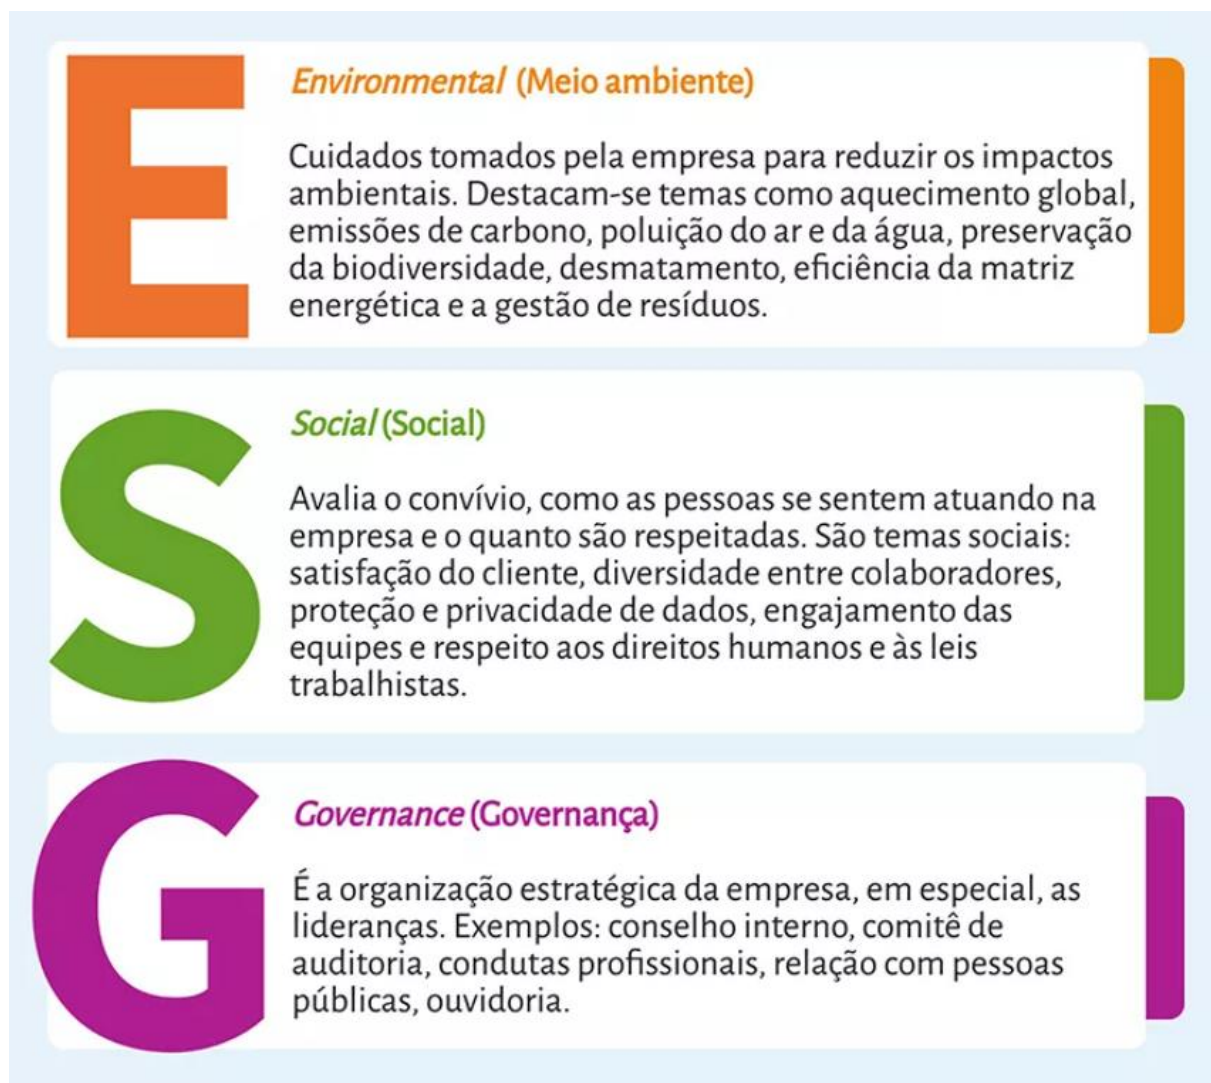 E
Environmental (Meio ambiente)
Cuidados tomados pela empresa para reduzir os impactos
ambientais. Destacam-se temas como aquecimento global,
emissões de carbono, poluição do ar e da água, preservação
da biodiversidade, desmatamento, eficiência da matriz
energética e a gestão de resíduos.
S
Social (Social)
Avalia o convívio, como as pessoas se sentem atuando na
empresa e o quanto são respeitadas. São temas sociais:
satisfação do cliente, diversidade entre colaboradores,
proteção e privacidade de dados, engajamento das
equipes e respeito aos direitos humanos e às leis
trabalhistas.
G
Governance (Governança)
É a organização estratégica da empresa, em especial, as
lideranças. Exemplos: conselho interno, comitê de
auditoria, condutas profissionais, relação com pessoas
públicas, ouvidoria.